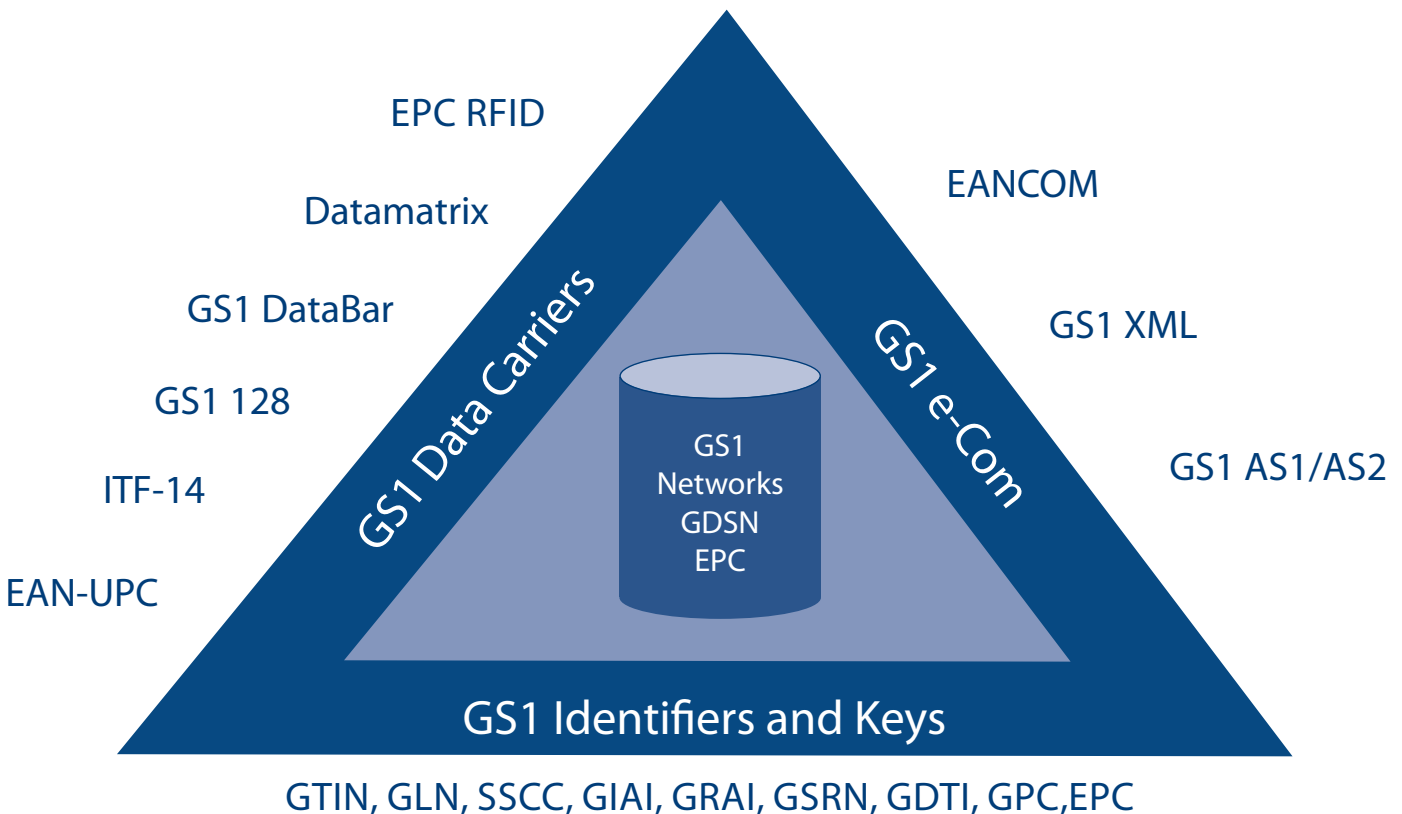 EPC RFID
Datamatrix
GS1 DataBar
GS1 128
ITF-14
EAN-UPC
GS1 Data Carriers
GS1
Networks
GDSN
EPC
GS1 e-Com
EANCOM
GS1 XML
GS1 AS1/AS2
GS1 Identifiers and Keys
GTIN, GLN, SSCC, GIAI, GRAI, GSRN, GDTI, GPC,EPC